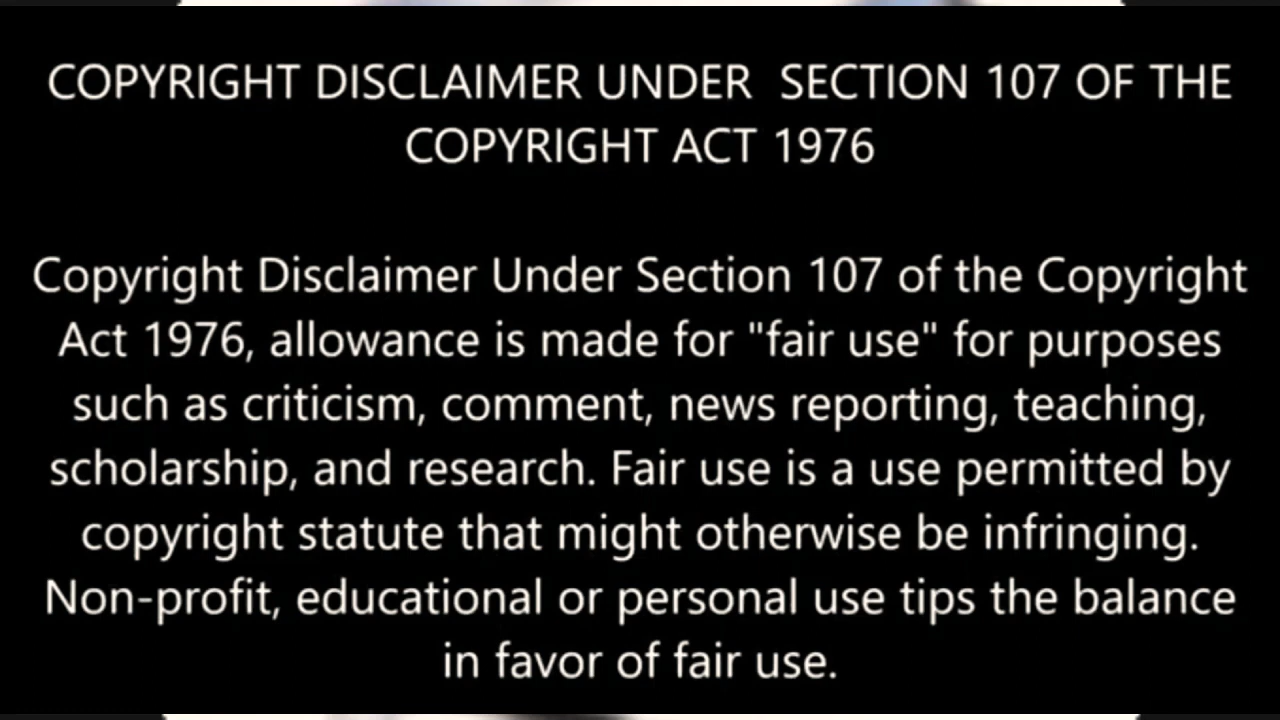 COPYRIGHT DISCLAIMER UNDER SECTION 107 OF THE
COPYRIGHT ACT 1976
Copyright Disclaimer Under Section 107 of the Copyright
Act 1976, allowance is made for "fair use" for purposes
such as criticism, comment, news reporting, teaching,
scholarship, and research. Fair use is a use permitted by
copyright statute that might otherwise be infringing.
Non-profit, educational or personal use tips the balance
in favor of fair use.